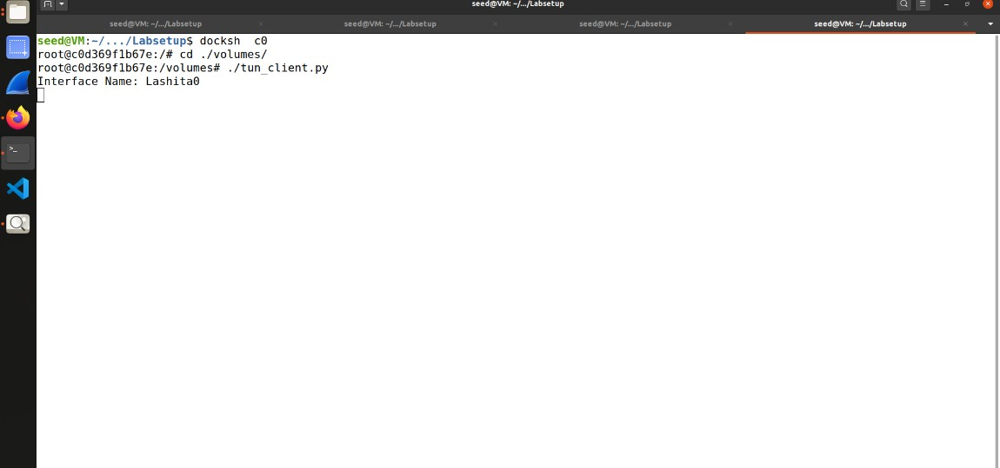 seed@VM: ~/.../Labsetup
seed@VM: ~/.../Labsetup seed@VM: ~/.../Labsetup seed@VM: ~/.../Labsetup seed@VM: ~/.../Labsetup
seed@VM:~/.../Labsetup$ docksh  c0
root@c0d369f1b67e:/# cd ./volumes/
root@c0d369f1b67e:/volumes# ./tun_client.py
Interface Name: Lashita0